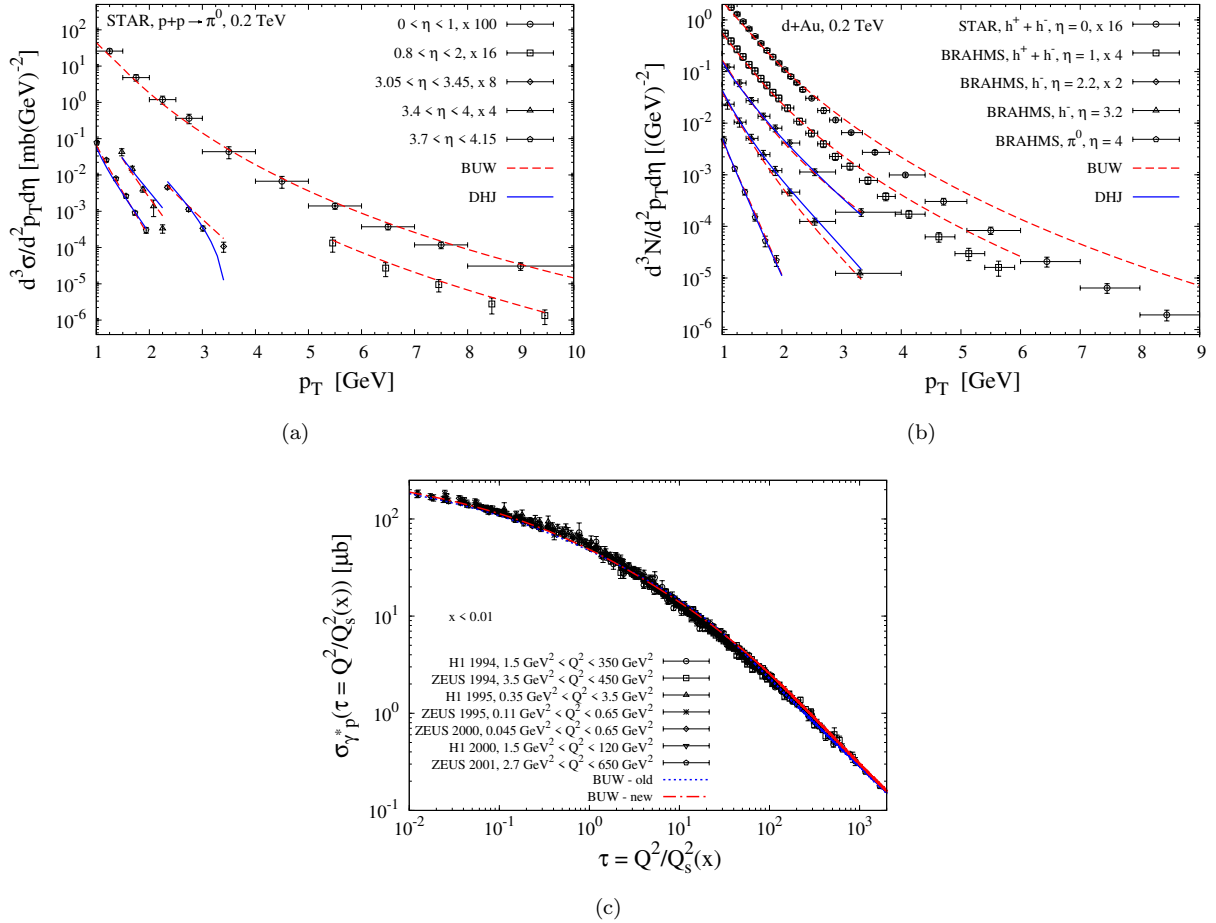 STAR, p+p → π⁰, 0.2 TeV
0 < η < 1, x 100
0.8 < η < 2, x 16
3.05 < η < 3.45, x 8
3.4 < η < 4, x 4
3.7 < η < 4.15
BUW
DHJ
d³σ/d²p_T dη [mb(GeV)⁻²]
10²
10¹
10⁰
10⁻¹
10⁻²
10⁻³
10⁻⁴
10⁻⁵
10⁻⁶
1 2 3 4 5 6 7 8 9 10
p_T [GeV]
(a)
d+Au, 0.2 TeV
STAR, h⁺ + h⁻, η = 0, x 16
BRAHMS, h⁺ + h⁻, η = 1, x 4
BRAHMS, h⁻, η = 2.2, x 2
BRAHMS, h⁻, η = 3.2
BRAHMS, π⁰, η = 4
BUW
DHJ
d³N/d²p_T dη [(GeV)⁻²]
10⁰
10⁻¹
10⁻²
10⁻³
10⁻⁴
10⁻⁵
10⁻⁶
1 2 3 4 5 6 7 8 9
p_T [GeV]
(b)
σ_γ*p(τ = Q²/Q_s²(x)) [μb]
10²
10¹
10⁰
10⁻¹
x < 0.01
H1 1994, 1.5 GeV² < Q² < 350 GeV²
ZEUS 1994, 3.5 GeV² < Q² < 450 GeV²
H1 1995, 0.35 GeV² < Q² < 3.5 GeV²
ZEUS 1995, 0.11 GeV² < Q² < 0.65 GeV²
ZEUS 2000, 0.045 GeV² < Q² < 0.65 GeV²
H1 2000, 1.5 GeV² < Q² < 120 GeV²
ZEUS 2001, 2.7 GeV² < Q² < 650 GeV²
BUW - old
BUW - new
10⁻² 10⁻¹ 10⁰ 10¹ 10² 10³
τ = Q²/Q_s²(x)
(c)